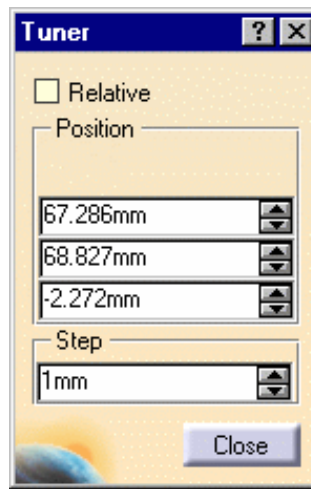 Tuner
Relative
Position
67.286mm
68.827mm
-2.272mm
Step
1mm
Close